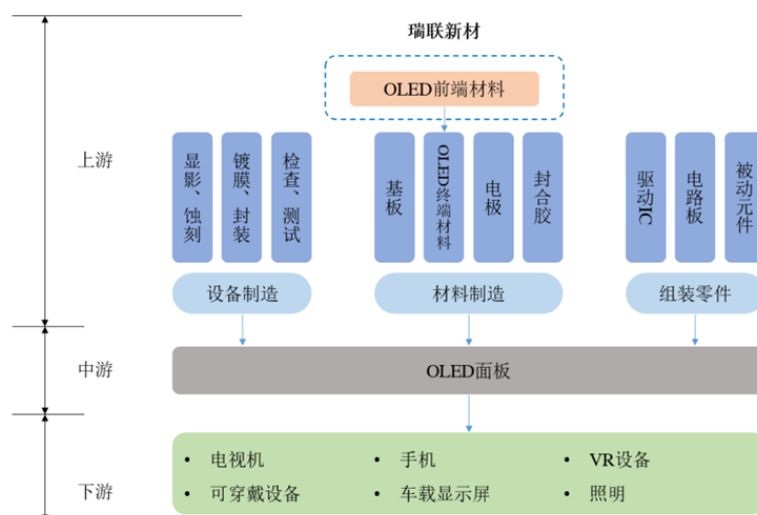 瑞联新材
OLED前端材料
上游
显影、蚀刻
镀膜、封装
检查、测试
基板
OLED终端材料
电极
封合胶
驱动IC
电路板
被动元件
设备制造
材料制造
组装零件
中游
OLED面板
下游
• 电视机
• 手机
• VR设备
• 可穿戴设备
• 车载显示屏
• 照明